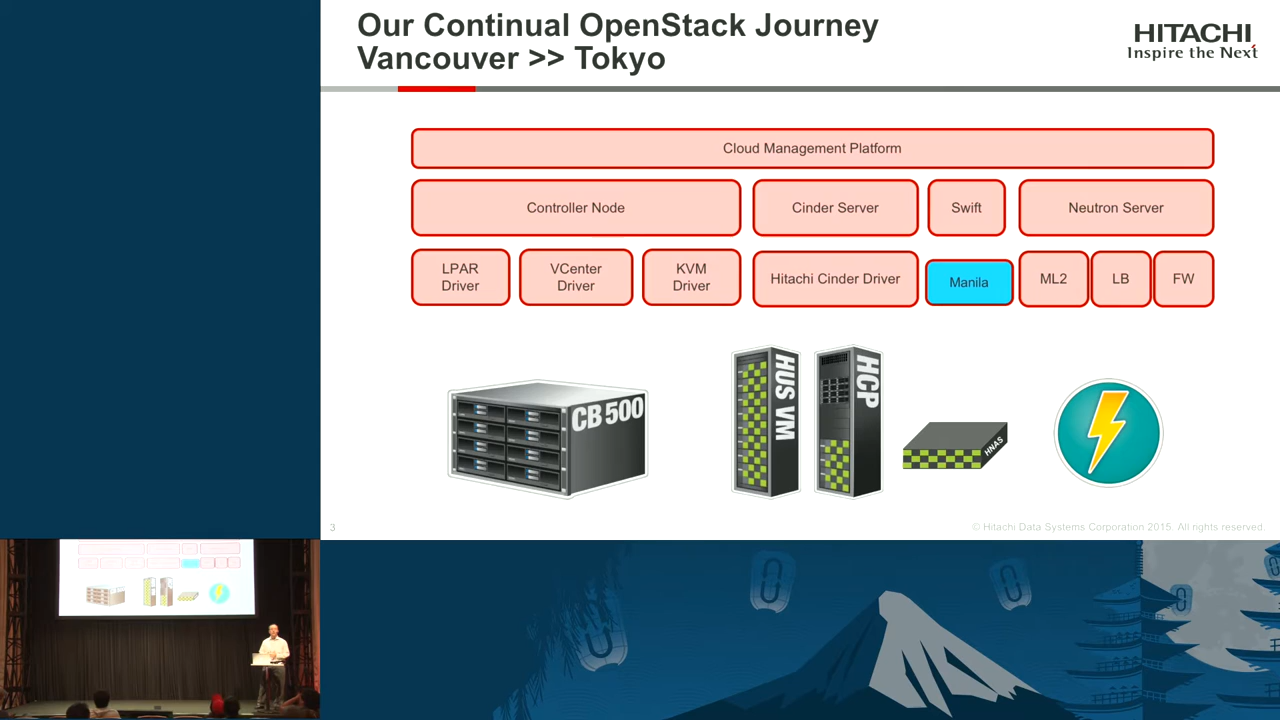 Our Continual OpenStack Journey
Vancouver >> Tokyo
HITACHI
Inspire the Next
Cloud Management Platform
Controller Node
Cinder Server
Swift
Neutron Server
LPAR
Driver
VCenter
Driver
KVM
Driver
Hitachi Cinder Driver
Manila
ML2
LB
FW
CB 500
HUS VM
HCP
HNAS
3
© Hitachi Data Systems Corporation 2015. All rights reserved.